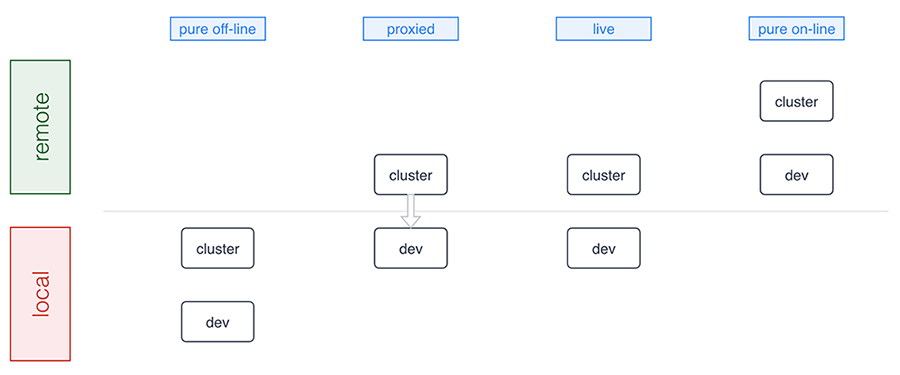 pure off-line
proxied
live
pure on-line
remote
cluster
cluster
cluster
dev
local
cluster
dev
dev
dev